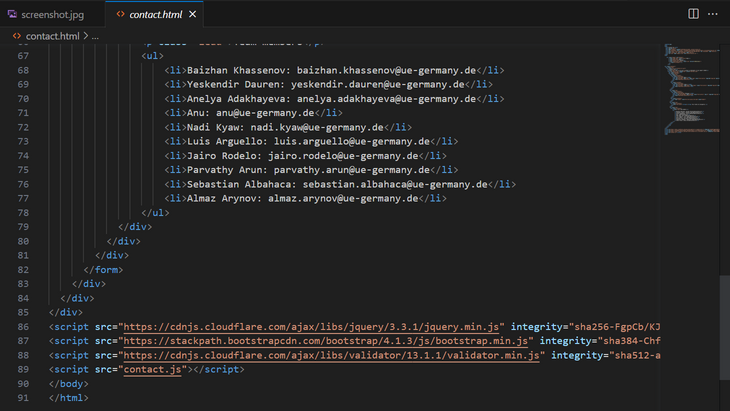 screenshot.jpg
<> contact.html ×
<> contact.html > ...
67 <ul>
68 <li>Baizhan Khassenov: baizhan.khassenov@ue-germany.de</li>
69 <li>Yeskendir Dauren: yeskendir.dauren@ue-germany.de</li>
70 <li>Anelya Adakhayeva: anelya.adakhayeva@ue-germany.de</li>
71 <li>Anu: anu@ue-germany.de</li>
72 <li>Nadi Kyaw: nadi.kyaw@ue-germany.de</li>
73 <li>Luis Arguello: luis.arguello@ue-germany.de</li>
74 <li>Jairo Rodelo: jairo.rodelo@ue-germany.de</li>
75 <li>Parvathy Arun: parvathy.arun@ue-germany.de</li>
76 <li>Sebastian Albahaca: sebastian.albahaca@ue-germany.de</li>
77 <li>Almaz Arynov: almaz.arynov@ue-germany.de</li>
78 </ul>
79 </div>
80 </div>
81 </div>
82 </form>
83 </div>
84 </div>
85 </div>
86 <script src="https://cdnjs.cloudflare.com/ajax/libs/jquery/3.3.1/jquery.min.js" integrity="sha256-FgpCb/KJ
87 <script src="https://stackpath.bootstrapcdn.com/bootstrap/4.1.3/js/bootstrap.min.js" integrity="sha384-Chf
88 <script src="https://cdnjs.cloudflare.com/ajax/libs/validator/13.1.1/validator.min.js" integrity="sha512-a
89 <script src="contact.js"></script>
90 </body>
91 </html>